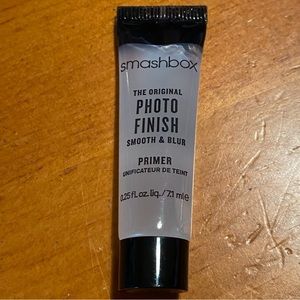 smashbox
THE ORIGINAL
PHOTO
FINISH
SMOOTH & BLUR
PRIMER
UNIFICATEUR DE TEINT
0.25 fl.oz.liq./7.1 ml℮